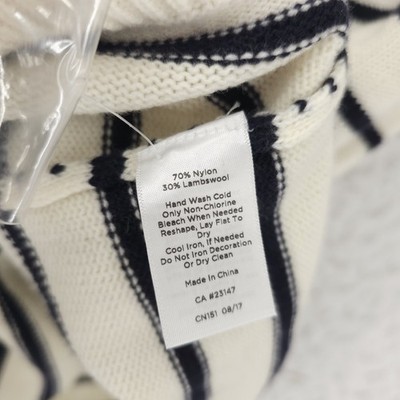 70% Nylon
30% Lambswool
Hand Wash Cold
Only Non-Chlorine
Bleach When Needed
Reshape, Lay Flat To
Dry
Cool Iron, If Needed
Do Not Iron Decoration
Or Dry Clean
Made In China
CA #23147
CN151 08/17